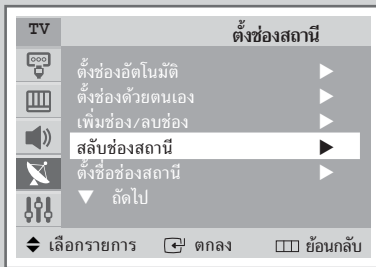 TV ตั้งช่องสถานี
ตั้งช่องอัตโนมัติ
ตั้งช่องด้วยตนเอง
เพิ่มช่อง/ลบช่อง
สลับช่องสถานี
ตั้งชื่อช่องสถานี
ถัดไป
เลือกรายการ ตกลง ย้อนกลับ